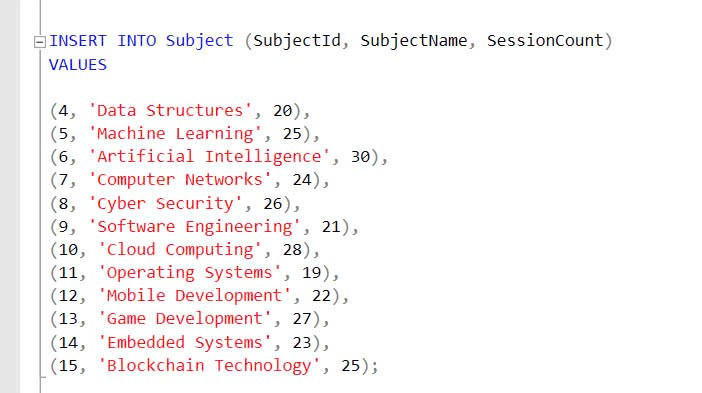 INSERT INTO Subject (SubjectId, SubjectName, SessionCount)
VALUES
(4, 'Data Structures', 20),
(5, 'Machine Learning', 25),
(6, 'Artificial Intelligence', 30),
(7, 'Computer Networks', 24),
(8, 'Cyber Security', 26),
(9, 'Software Engineering', 21),
(10, 'Cloud Computing', 28),
(11, 'Operating Systems', 19),
(12, 'Mobile Development', 22),
(13, 'Game Development', 27),
(14, 'Embedded Systems', 23),
(15, 'Blockchain Technology', 25);